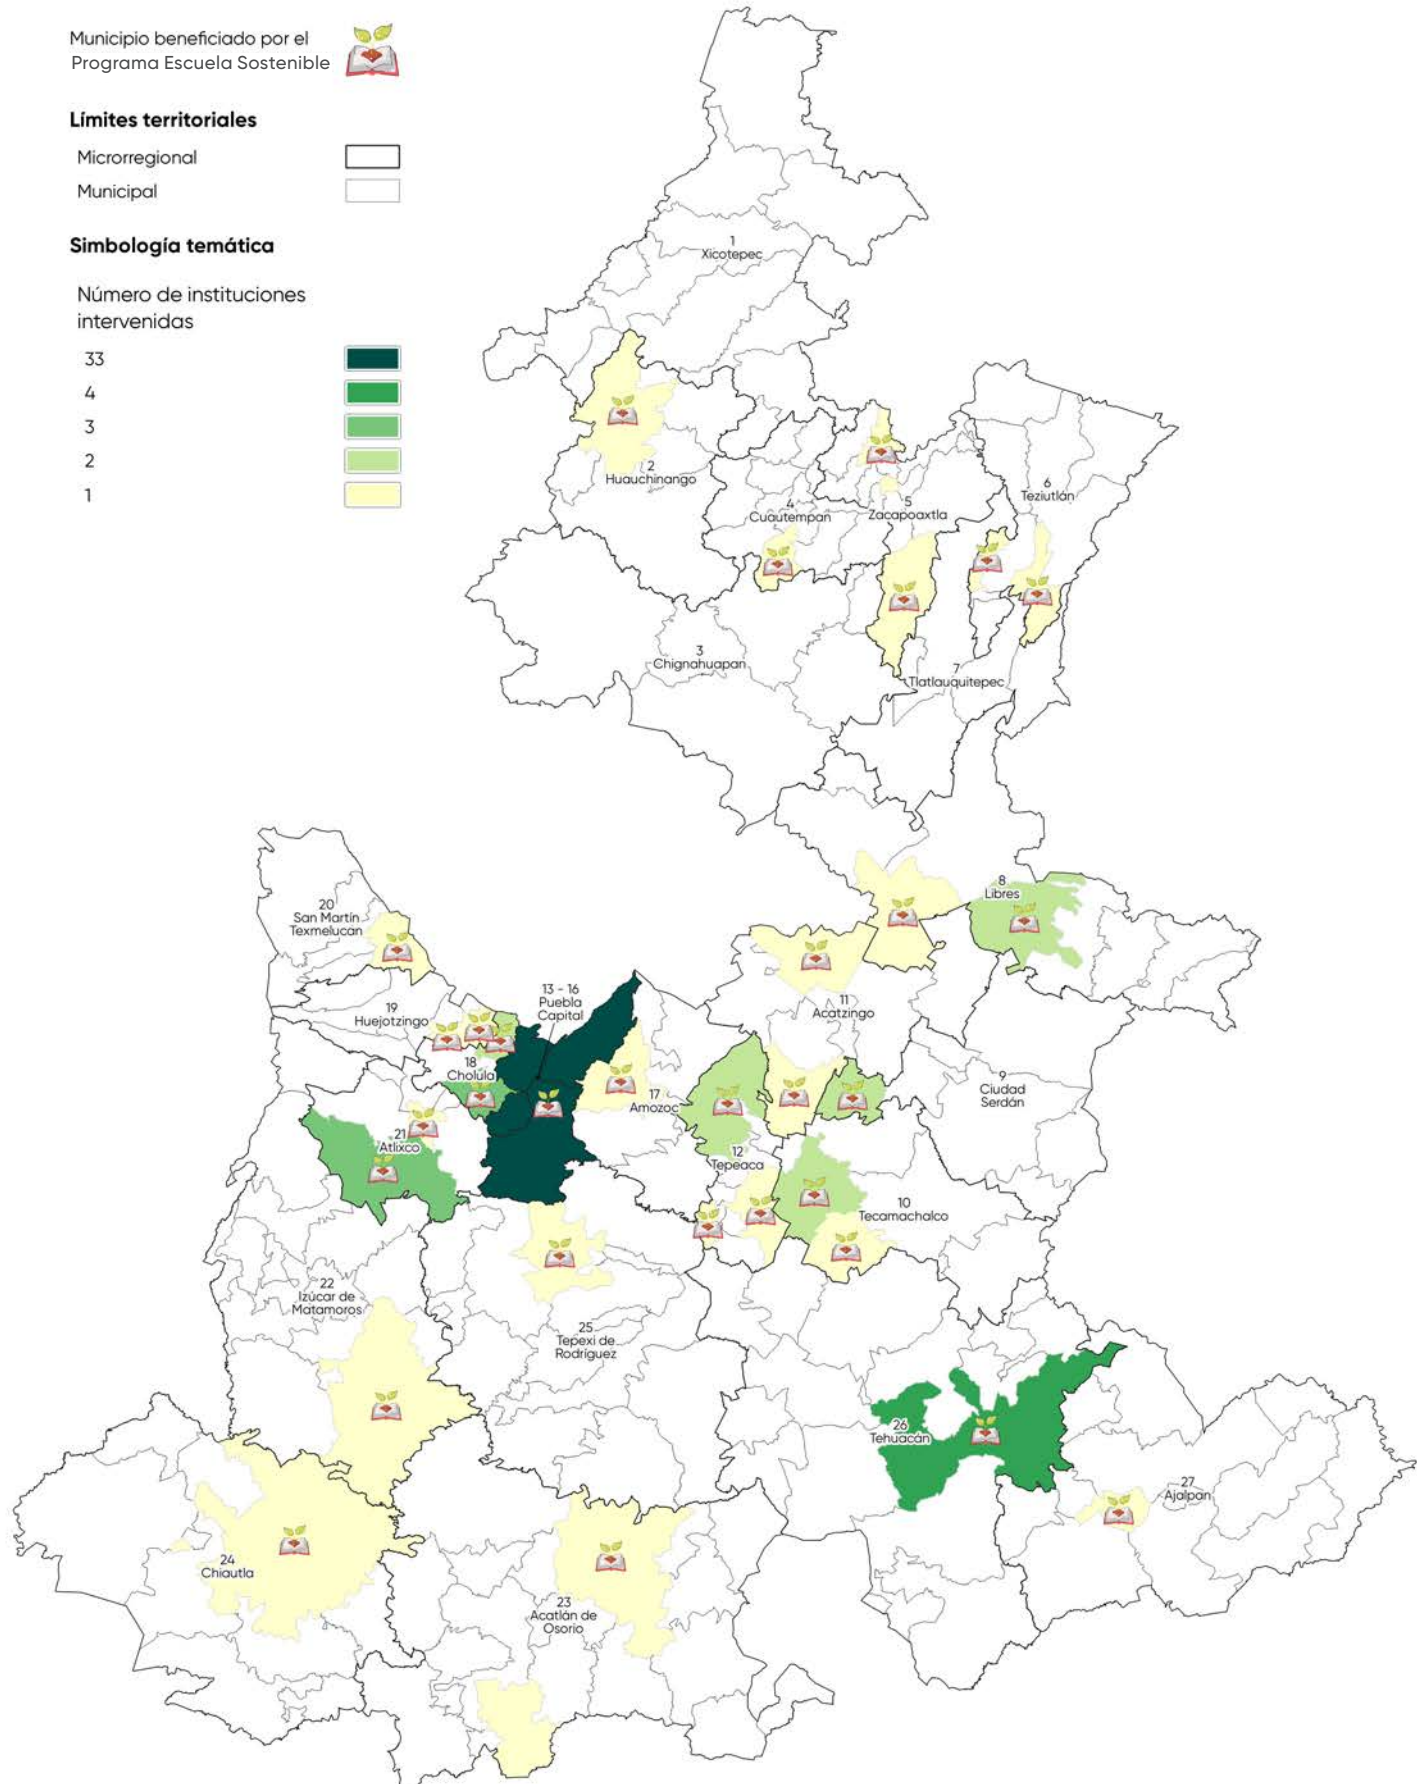 Municipio beneficiado por el
Programa Escuela Sostenible
Límites territoriales
Microrregional
Municipal
Simbología temática
Número de instituciones
intervenidas
33
4
3
2
1
1
Xicotepec
2
Huauchinango
6
Teziutlán
4
Cuautempan
5
Zacapoaxtla
3
Chignahuapan
7
Tlatlauquitepec
8
Libres
20
San Martín
Texmelucan
13 - 16
Puebla
Capital
19
Huejotzingo
11
Acatzingo
18
Cholula
9
Ciudad
Serdán
17
Amozoc
21
Atlixco
12
Tepeaca
10
Tecamachalco
22
Izúcar de
Matamoros
25
Tepexi de
Rodríguez
26
Tehuacán
27
Ajalpan
24
Chiautla
23
Acatlán de
Osorio